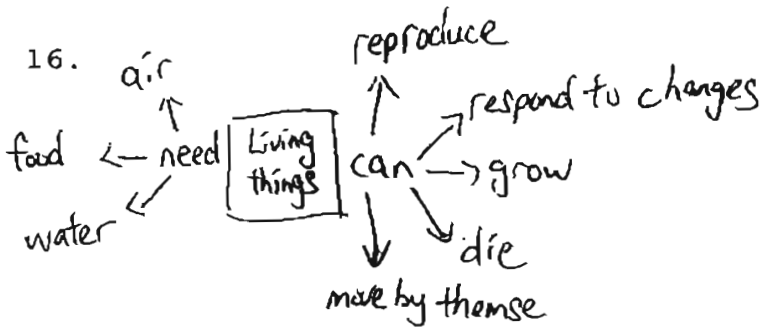 16.
air
food
need
water
Living
things
can
reproduce
respond to changes
grow
die
move by themse